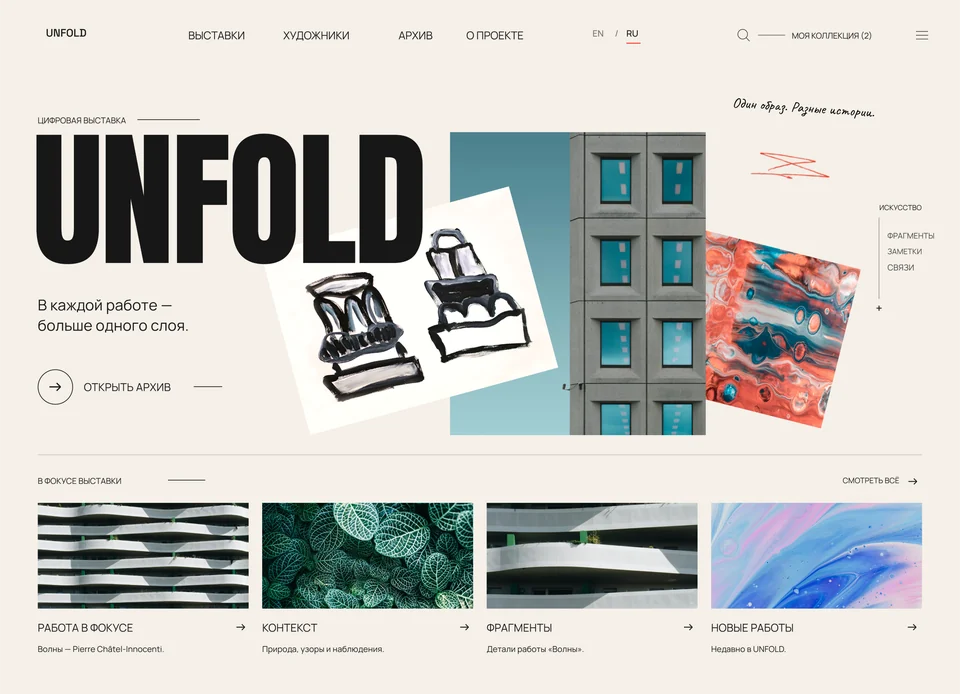 UNFOLD
ВЫСТАВКИ
ХУДОЖНИКИ
АРХИВ
О ПРОЕКТЕ
EN / RU
МОЯ КОЛЛЕКЦИЯ (2)
Один образ. Разные истории.
ЦИФРОВАЯ ВЫСТАВКА
UNFOLD
В каждой работе —
больше одного слоя.
ОТКРЫТЬ АРХИВ
ИСКУССТВО
ФРАГМЕНТЫ
ЗАМЕТКИ
СВЯЗИ
+
В ФОКУСЕ ВЫСТАВКИ
СМОТРЕТЬ ВСЁ →
РАБОТА В ФОКУСЕ →
Волны — Pierre Châtel-Innocenti.
КОНТЕКСТ →
Природа, узоры и наблюдения.
ФРАГМЕНТЫ →
Детали работы «Волны».
НОВЫЕ РАБОТЫ →
Недавно в UNFOLD.